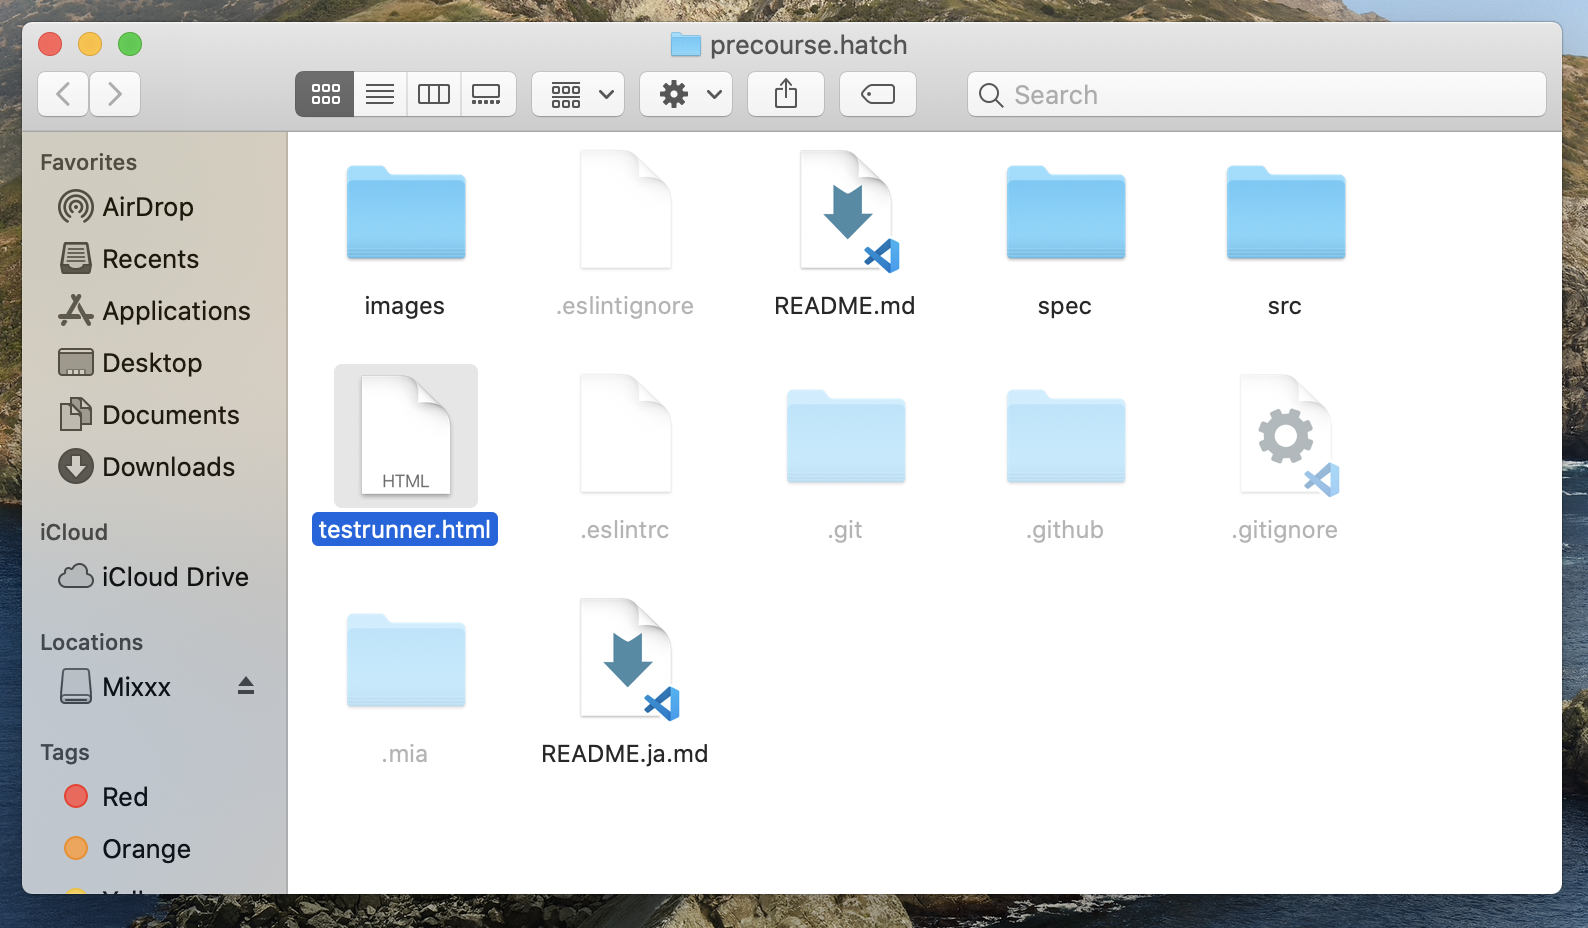 precourse.hatch
Search
Favorites
AirDrop
Recents
Applications
Desktop
Documents
Downloads
iCloud
iCloud Drive
Locations
Mixxx
Tags
Red
Orange
images
.eslintignore
README.md
spec
src
HTML
testrunner.html
.eslintrc
.git
.github
.gitignore
.mia
README.ja.md